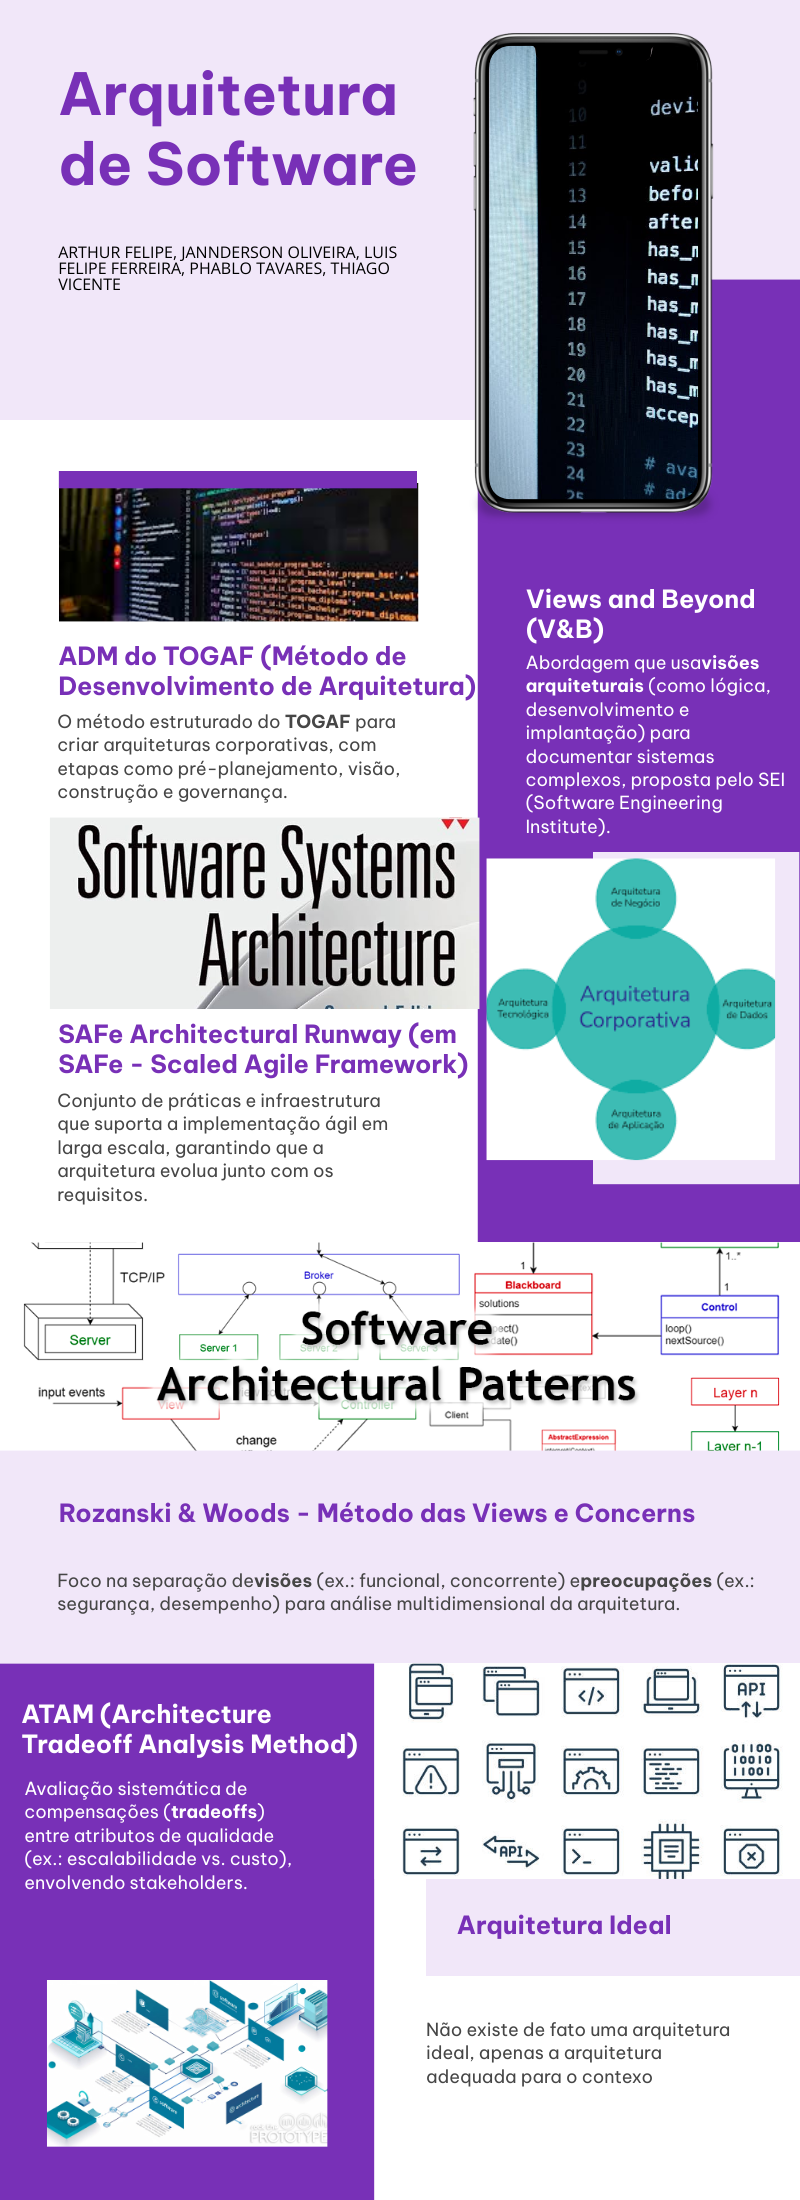 Arquitetura
de Software
ARTHUR FELIPE, JANNDERSON OLIVEIRA, LUIS
FELIPE FERREIRA, PHABLO TAVARES, THIAGO
VICENTE
9
10
11
12
13
14
15
16
17
18
19
20
21
22
23
24
25
devi
vali
befo
after
has_m
has_m
has_m
has_m
has_m
has_m
accep
# ava
# ad
ADM do TOGAF (Método de
Desenvolvimento de Arquitetura)
O método estruturado do TOGAF para
criar arquiteturas corporativas, com
etapas como pré-planejamento, visão,
construção e governança.
Views and Beyond
(V&B)
Abordagem que usavisões
arquiteturais (como lógica,
desenvolvimento e
implantação) para
documentar sistemas
complexos, proposta pelo SEI
(Software Engineering
Institute).
Software Systems
Architecture
SAFe Architectural Runway (em
SAFe - Scaled Agile Framework)
Conjunto de práticas e infraestrutura
que suporta a implementação ágil em
larga escala, garantindo que a
arquitetura evolua junto com os
requisitos.
Arquitetura
de Negócio
Arquitetura
Tecnológica
Arquitetura
Corporativa
Arquitetura
de Dados
Arquitetura
de Aplicação
TCP/IP
Server
Broker
Server 1
Server 2
Server 3
1
Blackboard
solutions
1..*
1
Control
loop()
nextSource()
Software
Architectural Patterns
input events
View
Controller
change
Client
AbstractExpression
Layer n
Layer n-1
Rozanski & Woods - Método das Views e Concerns
Foco na separação devisões (ex.: funcional, concorrente) epreocupações (ex.:
segurança, desempenho) para análise multidimensional da arquitetura.
ATAM (Architecture
Tradeoff Analysis Method)
Avaliação sistemática de
compensações (tradeoffs)
entre atributos de qualidade
(ex.: escalabilidade vs. custo),
envolvendo stakeholders.
</>
API
01100
10010
11001
API
>_
Arquitetura Ideal
Não existe de fato uma arquitetura
ideal, apenas a arquitetura
adequada para o contexo
PROTOTYPE